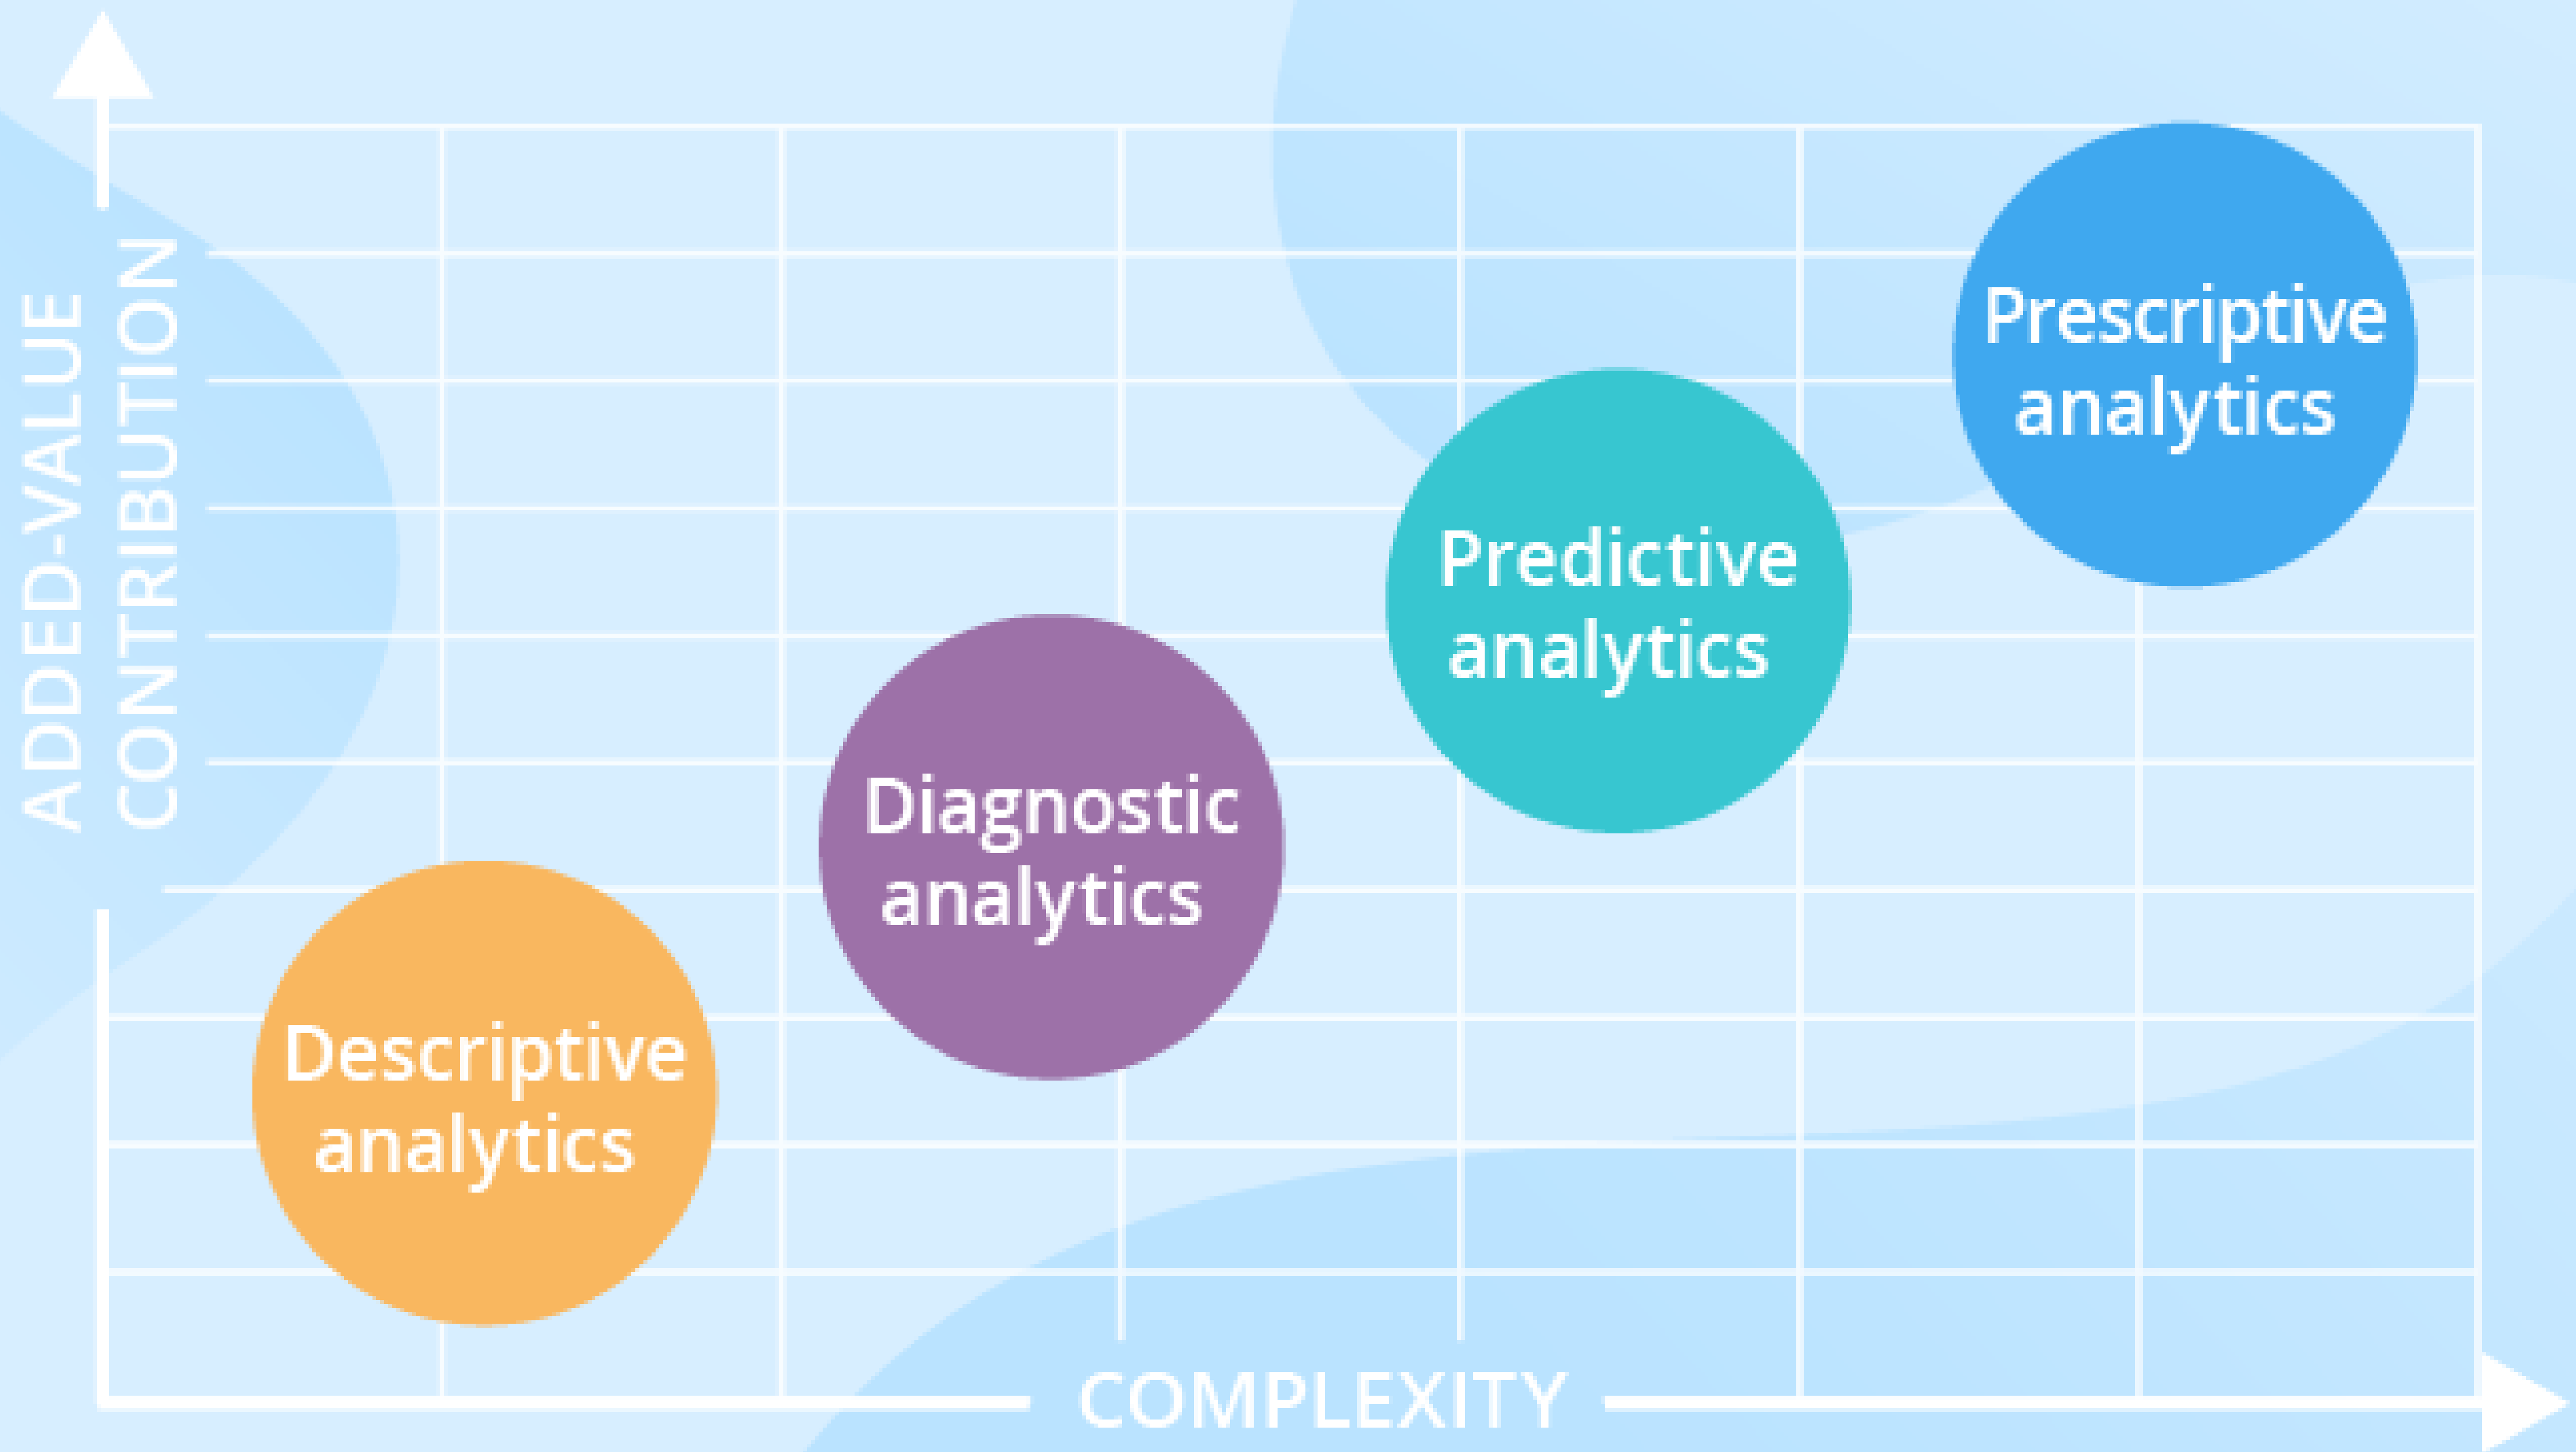 ADDED-VALUE
CONTRIBUTION
Prescriptive
analytics
Predictive
analytics
Diagnostic
analytics
Descriptive
analytics
COMPLEXITY